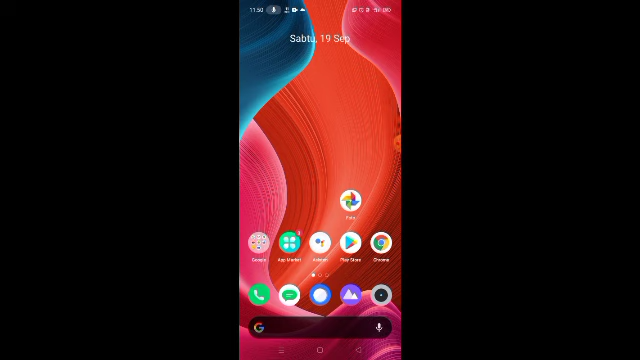 11.50
Sabtu, 19 Sep
Foto
Google
App Market
Asisten
Play Store
Chrome